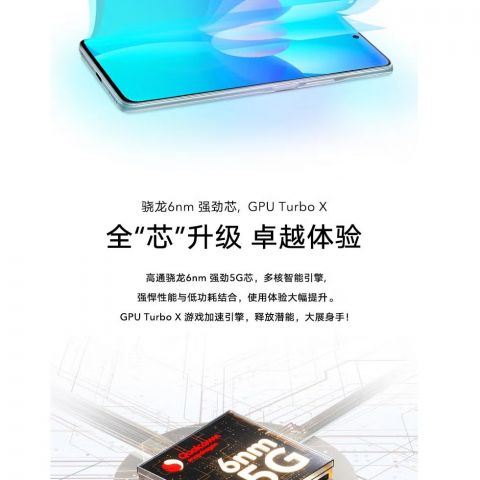 骁龙6nm 强劲芯，GPU Turbo X
全“芯”升级 卓越体验
高通骁龙6nm 强劲5G芯，多核智能引擎，
强悍性能与低功耗结合，使用体验大幅提升。
GPU Turbo X 游戏加速引擎，释放潜能，大展身手！
Qualcomm
snapdragon
6nm
5G